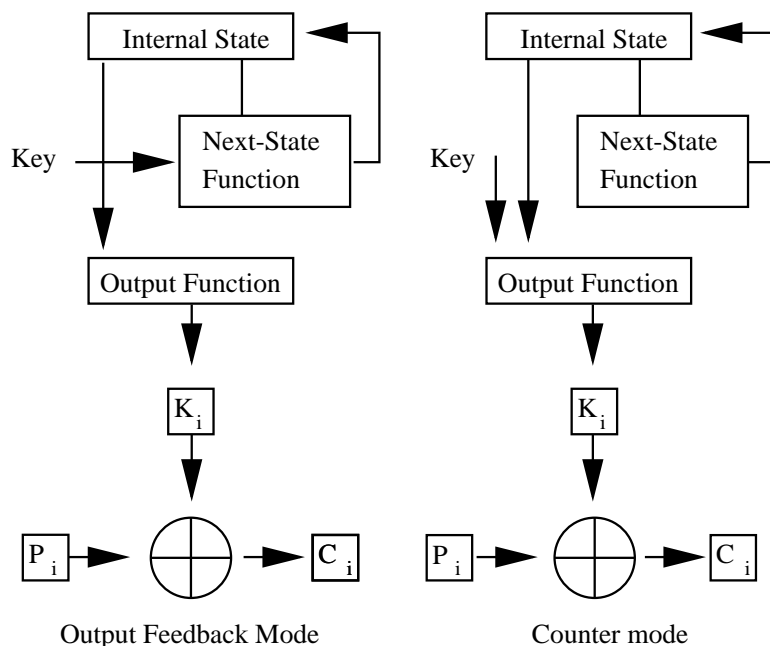 Internal State
Next-State
Function
Key
Output Function
K i
P i
C i
Output Feedback Mode
Internal State
Next-State
Function
Key
Output Function
K i
P i
C i
Counter mode